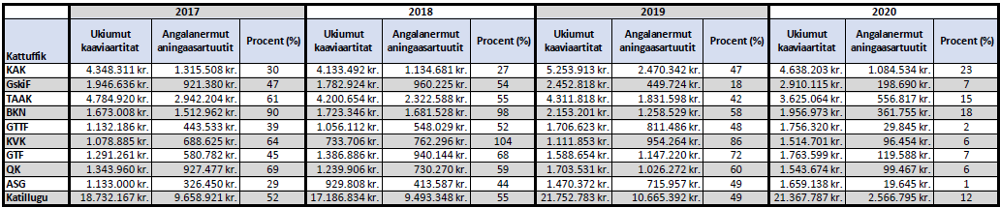 2017 2018 2019 2020
Kattuffik Ukiumut kaaviaartitat Angalanermut aningaasartuutit Procent (%) Ukiumut kaaviaartitat Angalanermut aningaasartuutit Procent (%) Ukiumut kaaviaartitat Angalanermut aningaasartuutit Procent (%) Ukiumut kaaviaartitat Angalanermut aningaasartuutit Procent (%)
KAK 4.348.311 kr. 1.315.508 kr. 30 4.133.492 kr. 1.134.681 kr. 27 5.253.913 kr. 2.470.342 kr. 47 4.638.203 kr. 1.084.534 kr. 23
GskiF 1.946.636 kr. 921.380 kr. 47 1.782.924 kr. 960.225 kr. 54 2.452.818 kr. 449.724 kr. 18 2.910.115 kr. 198.690 kr. 7
TAAK 4.784.920 kr. 2.942.204 kr. 61 4.200.654 kr. 2.322.588 kr. 55 4.311.818 kr. 1.831.598 kr. 42 3.625.064 kr. 556.817 kr. 15
BKN 1.673.008 kr. 1.512.962 kr. 90 1.723.346 kr. 1.681.528 kr. 98 2.153.201 kr. 1.258.529 kr. 58 1.956.973 kr. 361.755 kr. 18
GTTF 1.132.186 kr. 443.533 kr. 39 1.056.112 kr. 548.029 kr. 52 1.706.623 kr. 811.486 kr. 48 1.756.320 kr. 29.845 kr. 2
KVK 1.078.885 kr. 688.625 kr. 64 733.706 kr. 762.296 kr. 104 1.111.853 kr. 954.264 kr. 86 1.514.701 kr. 96.454 kr. 6
GTF 1.291.261 kr. 580.782 kr. 45 1.386.886 kr. 940.144 kr. 68 1.588.654 kr. 1.147.220 kr. 72 1.763.599 kr. 119.588 kr. 7
QK 1.343.960 kr. 927.477 kr. 69 1.239.906 kr. 730.270 kr. 59 1.703.531 kr. 1.026.272 kr. 60 1.543.674 kr. 99.467 kr. 6
ASG 1.133.000 kr. 326.450 kr. 29 929.808 kr. 413.587 kr. 44 1.470.372 kr. 715.957 kr. 49 1.659.138 kr. 19.645 kr. 1
Katillugu 18.732.167 kr. 9.658.921 kr. 52 17.186.834 kr. 9.493.348 kr. 55 21.752.783 kr. 10.665.392 kr. 49 21.367.787 kr. 2.566.795 kr. 12